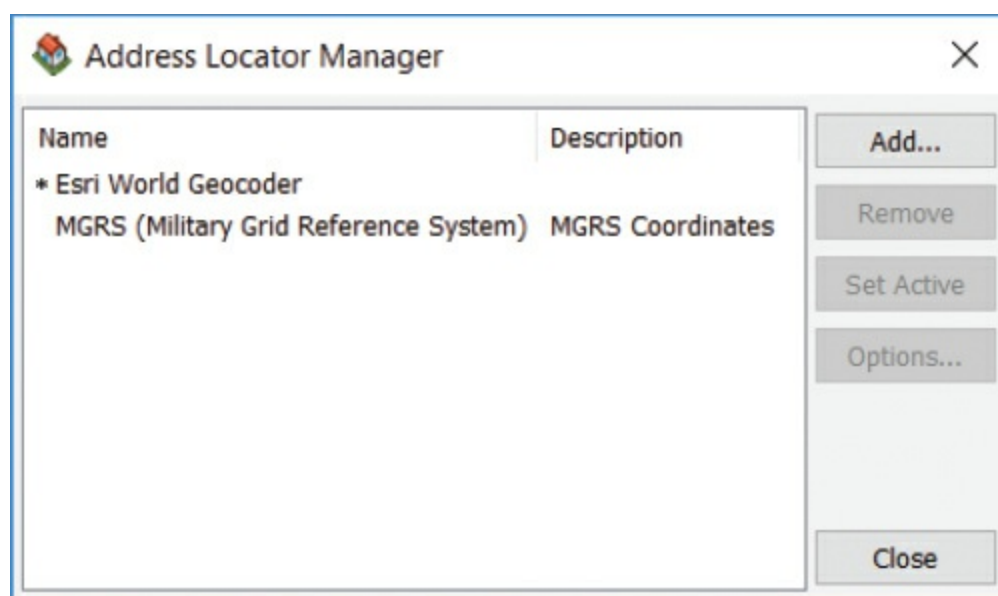 Address Locator Manager
Name Description
* Esri World Geocoder
MGRS (Military Grid Reference System) MGRS Coordinates
Add...
Remove
Set Active
Options...
Close